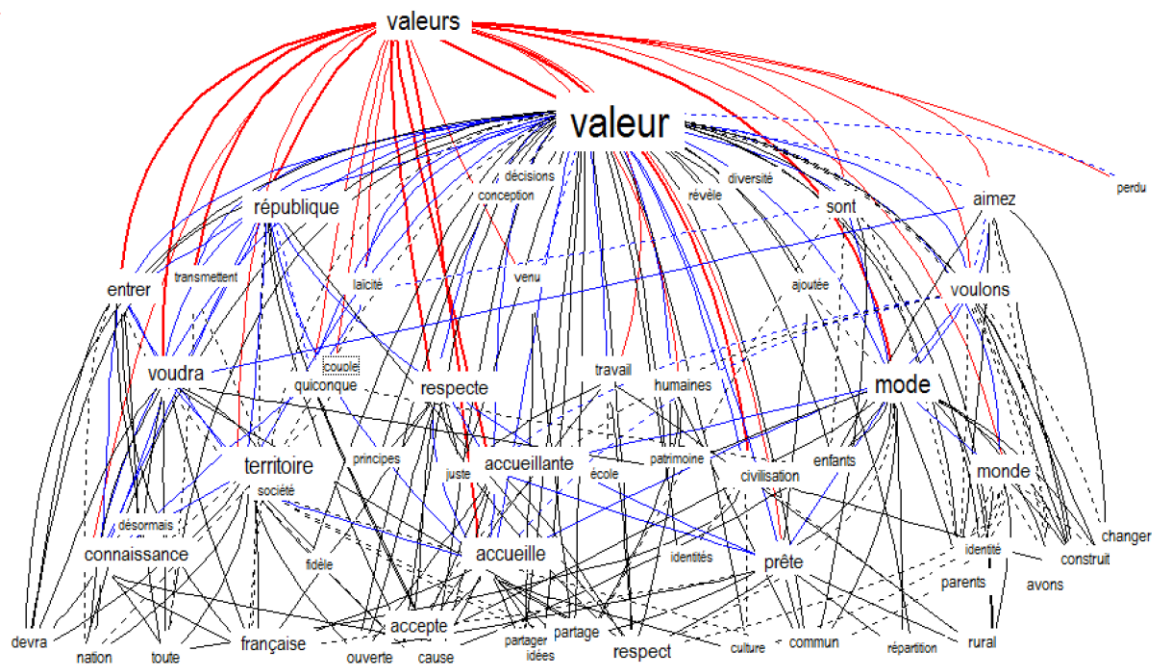 valeurs
valeur
décisions
conception
révèle
diversité
perdu
république
sont
aimez
entrer
transmettent
laïcité
venu
ajoutée
voulons
voudra
couple
quiconque
respecte
travail
humaines
mode
territoire
société
principes
juste
accueillante
école
patrimoine
civilisation
enfants
monde
désormais
connaissance
fidèle
accueille
identités
prête
identité
parents
avons
construit
changer
devra
nation
toute
française
ouverte
accepte
cause
partager
idées
partage
respect
culture
commun
répartition
rural